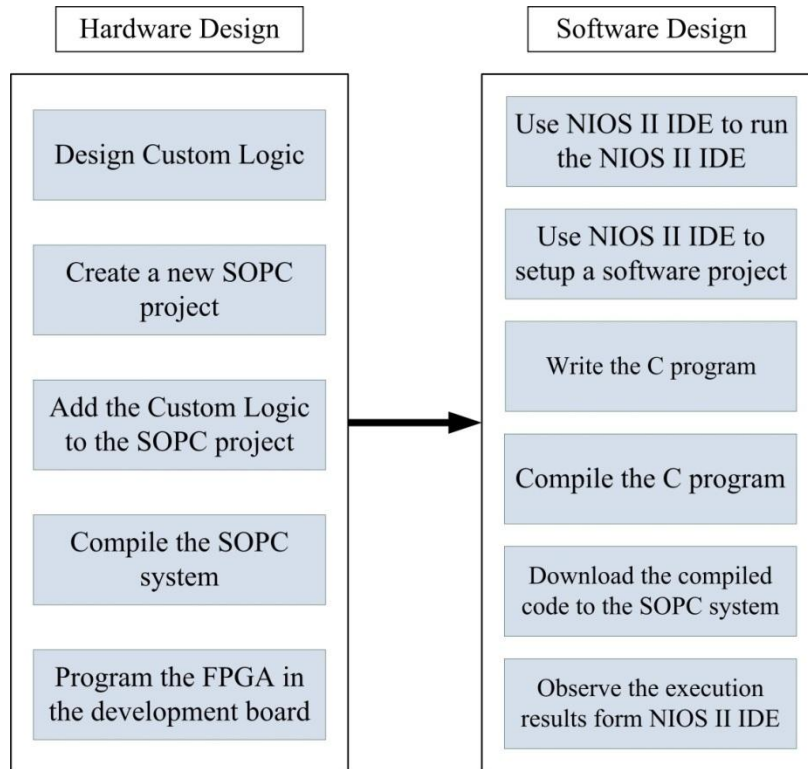 Hardware Design
Design Custom Logic
Create a new SOPC
project
Add the Custom Logic
to the SOPC project
Compile the SOPC
system
Program the FPGA in
the development board
Software Design
Use NIOS II IDE to run
the NIOS II IDE
Use NIOS II IDE to
setup a software project
Write the C program
Compile the C program
Download the compiled
code to the SOPC system
Observe the execution
results form NIOS II IDE